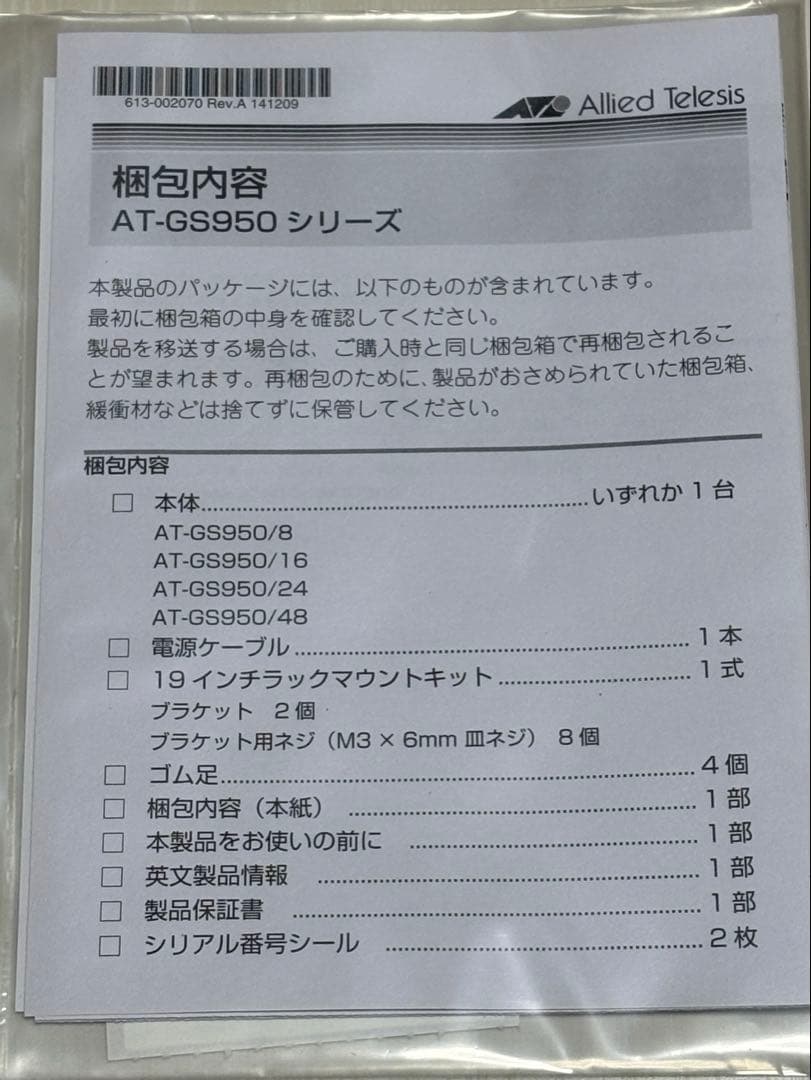 613-002070 Rev.A 141209
Allied Telesis
梱包内容
AT-GS950 シリーズ
本製品のパッケージには、以下のものが含まれています。
最初に梱包箱の中身を確認してください。
製品を移送する場合は、ご購入時と同じ梱包箱で再梱包されるこ
とが望まれます。再梱包のために、製品がおさめられていた梱包箱、
緩衝材などは捨てずに保管してください。
梱包内容
□ 本体............................................................いずれか 1 台
AT-GS950/8
AT-GS950/16
AT-GS950/24
AT-GS950/48
□ 電源ケーブル............................................................ 1 本
□ 19 インチラックマウントキット.............................. 1 式
ブラケット 2 個
ブラケット用ネジ（M3 × 6mm 皿ネジ） 8 個
□ ゴム足...................................................................... 4 個
□ 梱包内容（本紙） .................................................... 1 部
□ 本製品をお使いの前に ............................................ 1 部
□ 英文製品情報 .......................................................... 1 部
□ 製品保証書 .............................................................. 1 部
□ シリアル番号シール ................................................ 2 枚